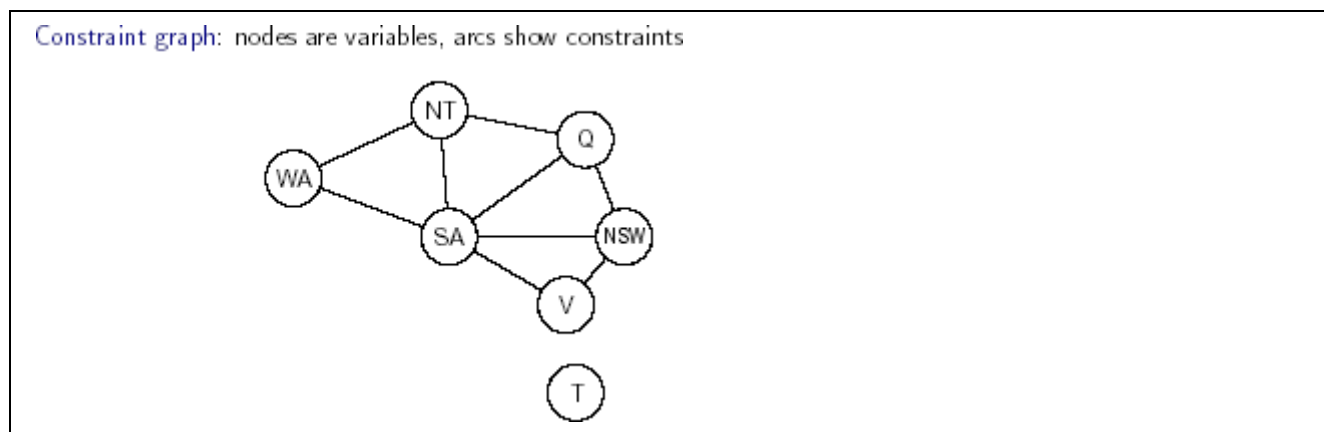 Constraint graph: nodes are variables, arcs show constraints
NT
Q
WA
SA
NSW
V
T